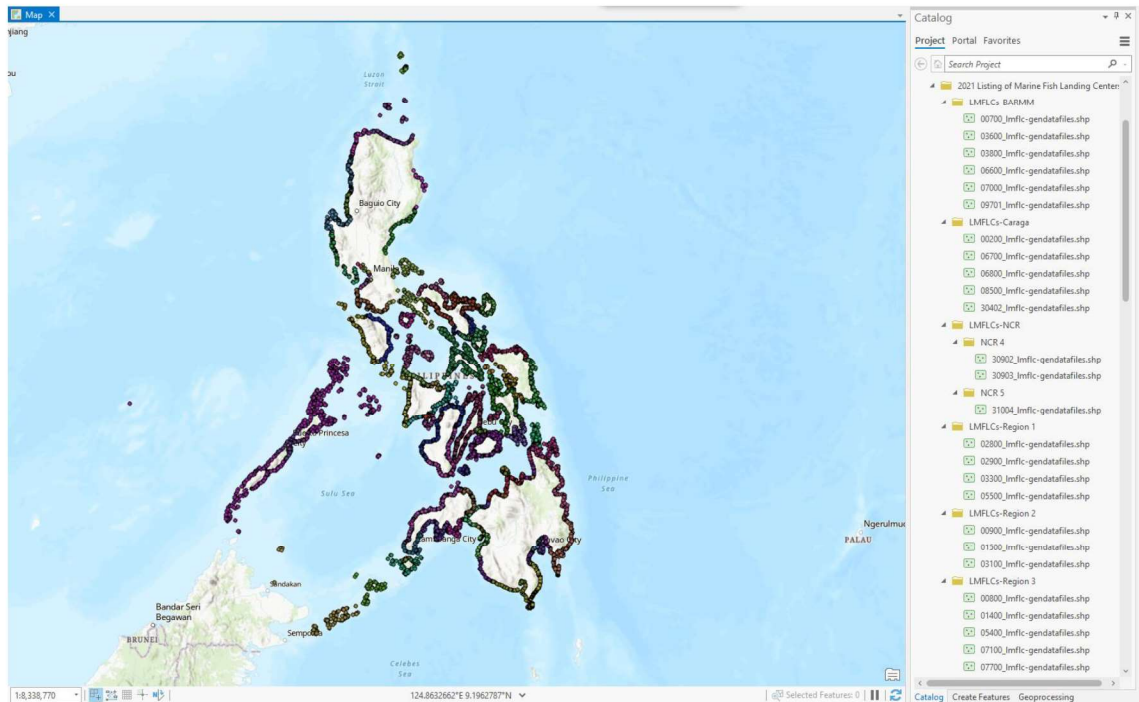 Map
Catalog
Project Portal Favorites
Search Project
2021 Listing of Marine Fish Landing Center
LMFLCs-BARMM
00700_lmflc-gendatafiles.shp
03600_lmflc-gendatafiles.shp
03800_lmflc-gendatafiles.shp
06600_lmflc-gendatafiles.shp
07000_lmflc-gendatafiles.shp
09701_lmflc-gendatafiles.shp
LMFLCs-Caraga
00200_lmflc-gendatafiles.shp
06700_lmflc-gendatafiles.shp
06800_lmflc-gendatafiles.shp
08500_lmflc-gendatafiles.shp
30402_lmflc-gendatafiles.shp
LMFLCs-NCR
NCR 4
30902_lmflc-gendatafiles.shp
30903_lmflc-gendatafiles.shp
NCR 5
31004_lmflc-gendatafiles.shp
LMFLCs-Region 1
02800_lmflc-gendatafiles.shp
02900_lmflc-gendatafiles.shp
03300_lmflc-gendatafiles.shp
05500_lmflc-gendatafiles.shp
LMFLCs-Region 2
00900_lmflc-gendatafiles.shp
01500_lmflc-gendatafiles.shp
03100_lmflc-gendatafiles.shp
LMFLCs-Region 3
00800_lmflc-gendatafiles.shp
01400_lmflc-gendatafiles.shp
05400_lmflc-gendatafiles.shp
07100_lmflc-gendatafiles.shp
07700_lmflc-gendatafiles.shp
Catalog Create Features Geoprocessing
njiang
Luzon
Strait
Baguio City
Manila
Princesa
Sulu Sea
Philippine
Sea
Ngerulmud
PALAU
Sandakan
Bandar Seri
Begawan
BRUNEI
Celebes
Sea
1:8,338,770
124.8632662°E 9.1962787°N
Selected Features: 0